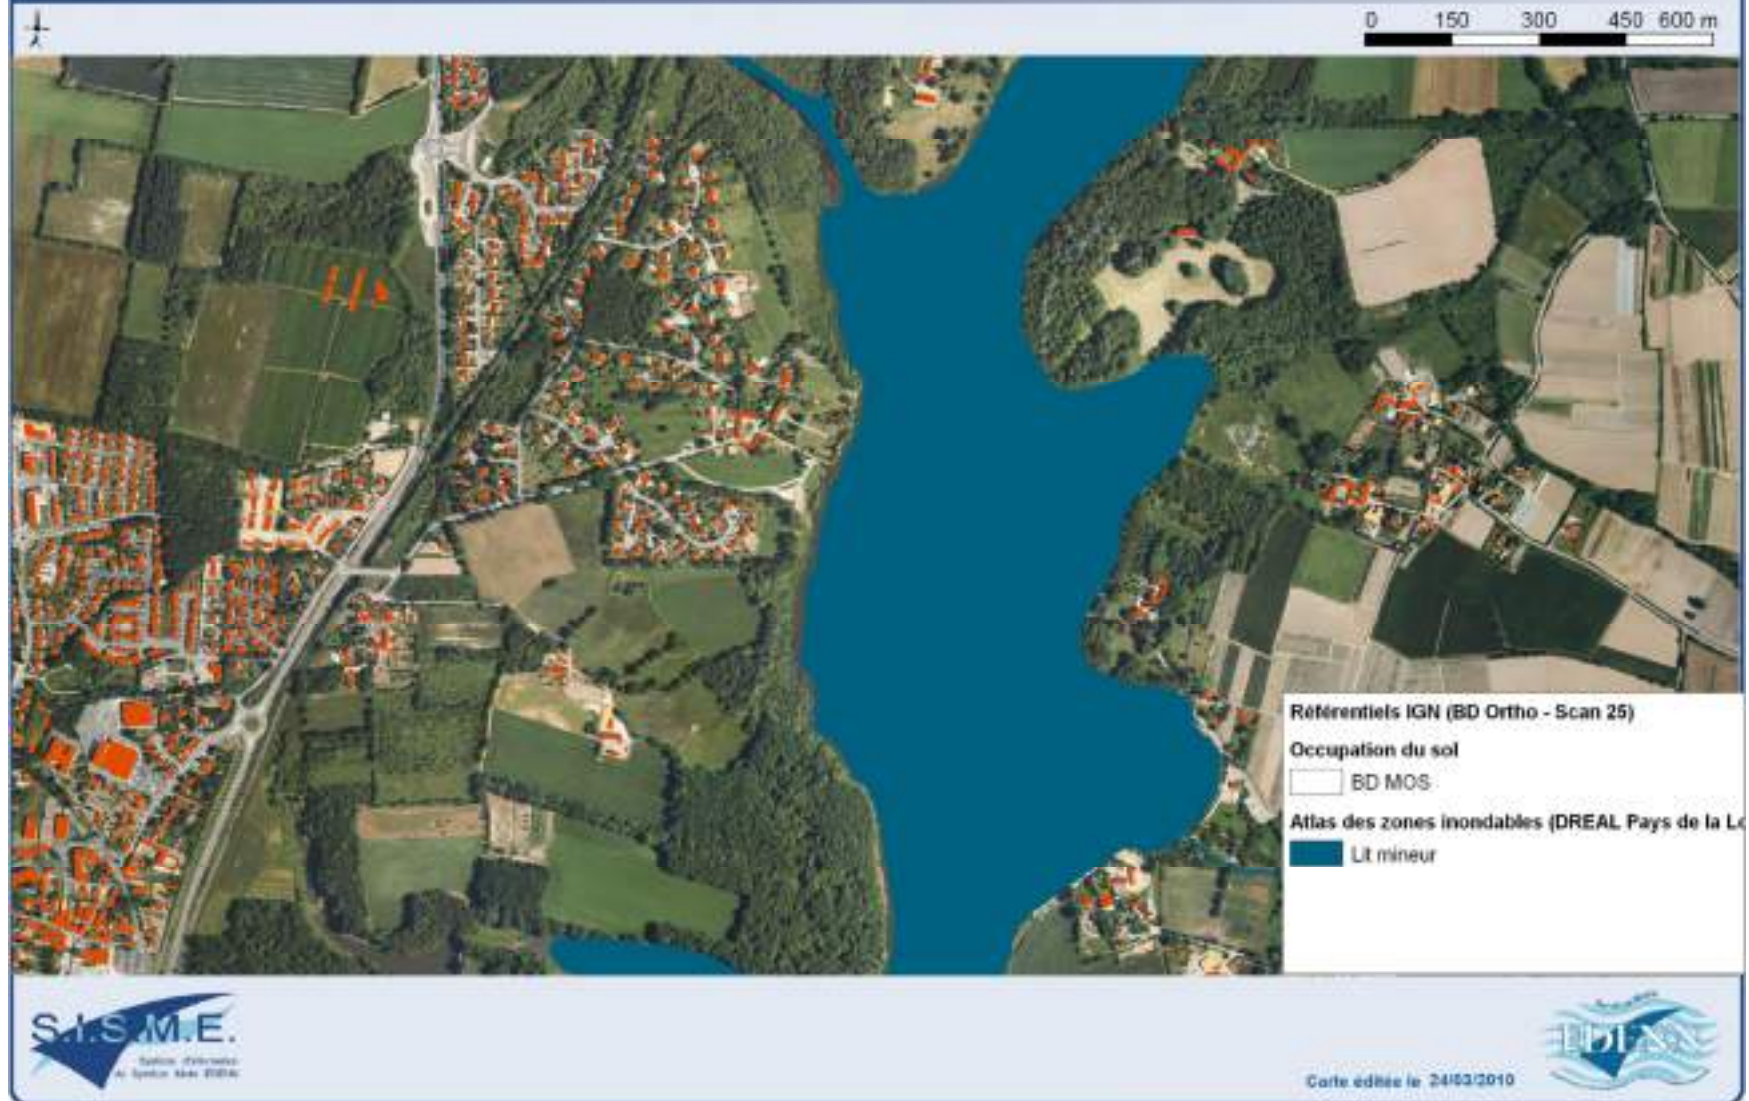 0 150 300 450 600 m
Référentiels IGN (BD Ortho - Scan 25)
Occupation du sol
BD MOS
Atlas des zones inondables (DREAL Pays de la Lo
Lit mineur
S.I.S.M.E.
EDENN
Carte éditée le 24/03/2010